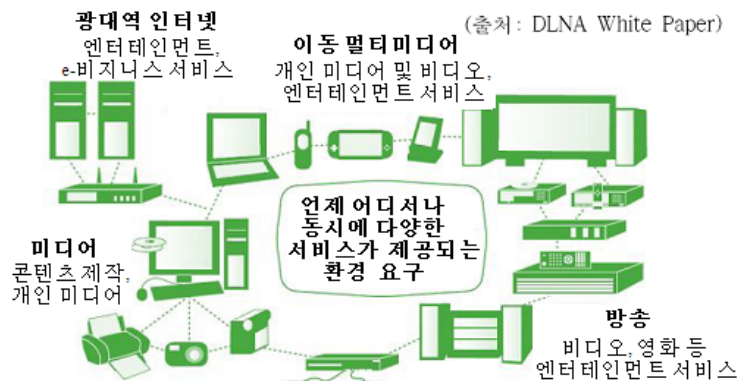 광대역 인터넷
엔터테인먼트,
e-비지니스 서비스
이동 멀티미디어
개인 미디어 및 비디오,
엔터테인먼트 서비스
(출처: DLNA White Paper)
언제 어디서나
동시에 다양한
서비스가 제공되는
환경 요구
미디어
콘텐츠 제작,
개인 미디어
방송
비디오, 영화 등
엔터테인먼트 서비스